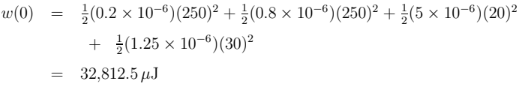 w(0) = ½(0.2 × 10⁻⁶)(250)² + ½(0.8 × 10⁻⁶)(250)² + ½(5 × 10⁻⁶)(20)²
+ ½(1.25 × 10⁻⁶)(30)²
= 32,812.5 μJ